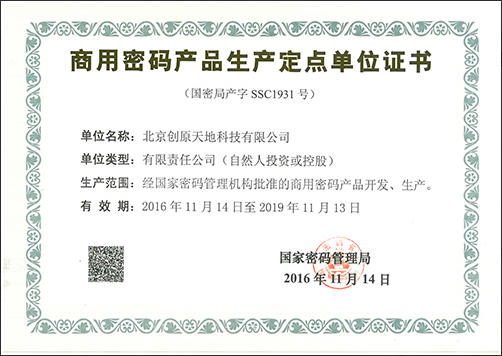 商用密码产品生产定点单位证书
（国密局产字 SSC1931 号）
单位名称： 北京创原天地科技有限公司
单位类型： 有限责任公司（自然人投资或控股）
生产范围： 经国家密码管理机构批准的商用密码产品开发、生产。
有 效 期： 2016 年 11 月 14 日至 2019 年 11 月 13 日
国家密码管理局
2016 年 11 月 14 日